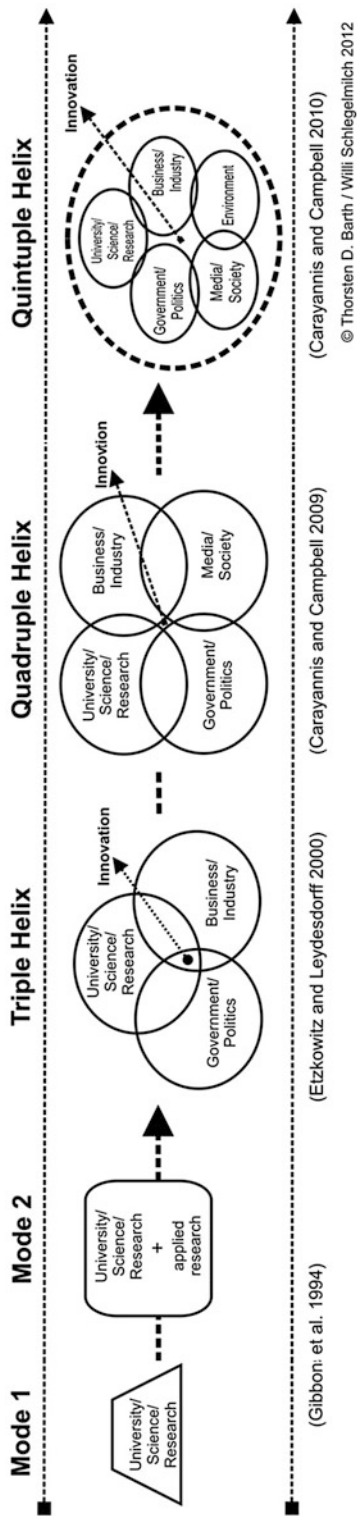 Mode 1
Mode 2
Triple Helix
Quadruple Helix
Quintuple Helix
University/
Science/
Research
University/
Science/
Research
+
applied
research
University/
Science/
Research
Government/
Politics
Business/
Industry
Innovation
University/
Science/
Research
Business/
Industry
Government/
Politics
Media/
Society
Innovtion
University/
Science/
Research
Business/
Industry
Government/
Politics
Environment
Media/
Society
Innovation
(Gibbon: et al. 1994)
(Etzkowitz and Leydesdorff 2000)
(Carayannis and Campbell 2009)
(Carayannis and Campbell 2010)
© Thorsten D. Barth / Willi Schlegelmilch 2012